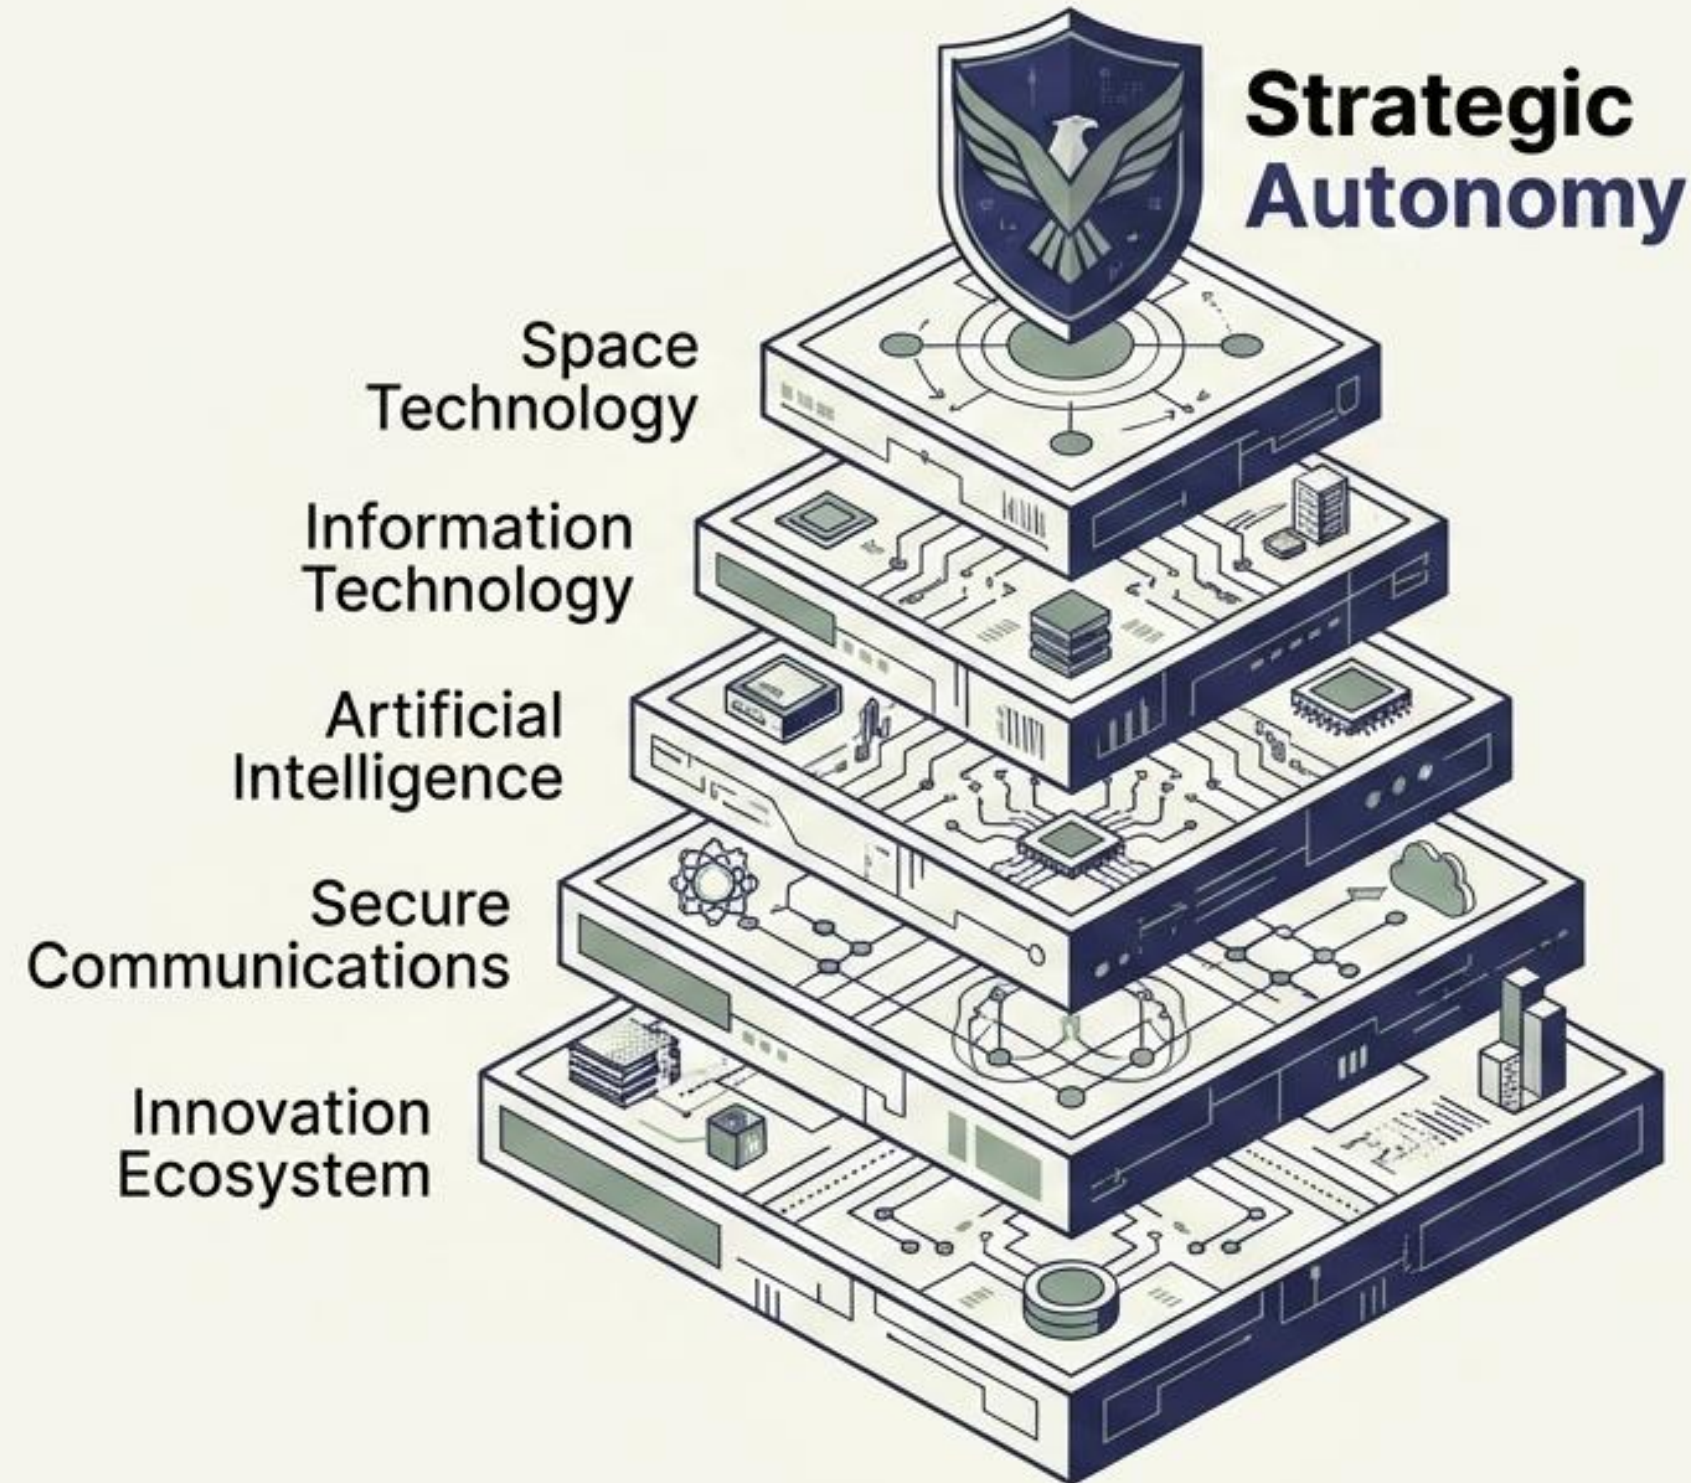 Strategic
Autonomy
Space
Technology
Information
Technology
Artificial
Intelligence
Secure
Communications
Innovation
Ecosystem